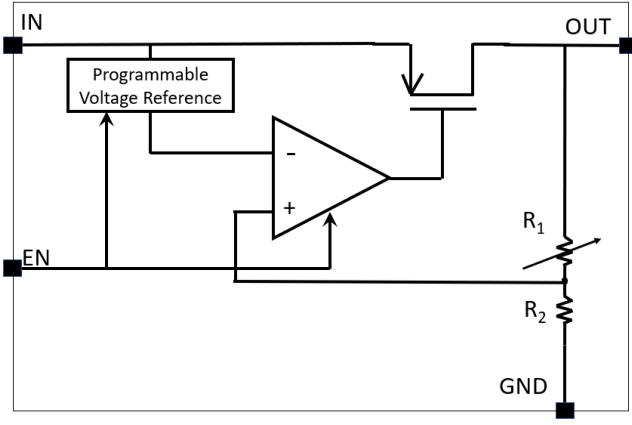 IN
OUT
Programmable
Voltage Reference
-
+
R1
EN
R2
GND